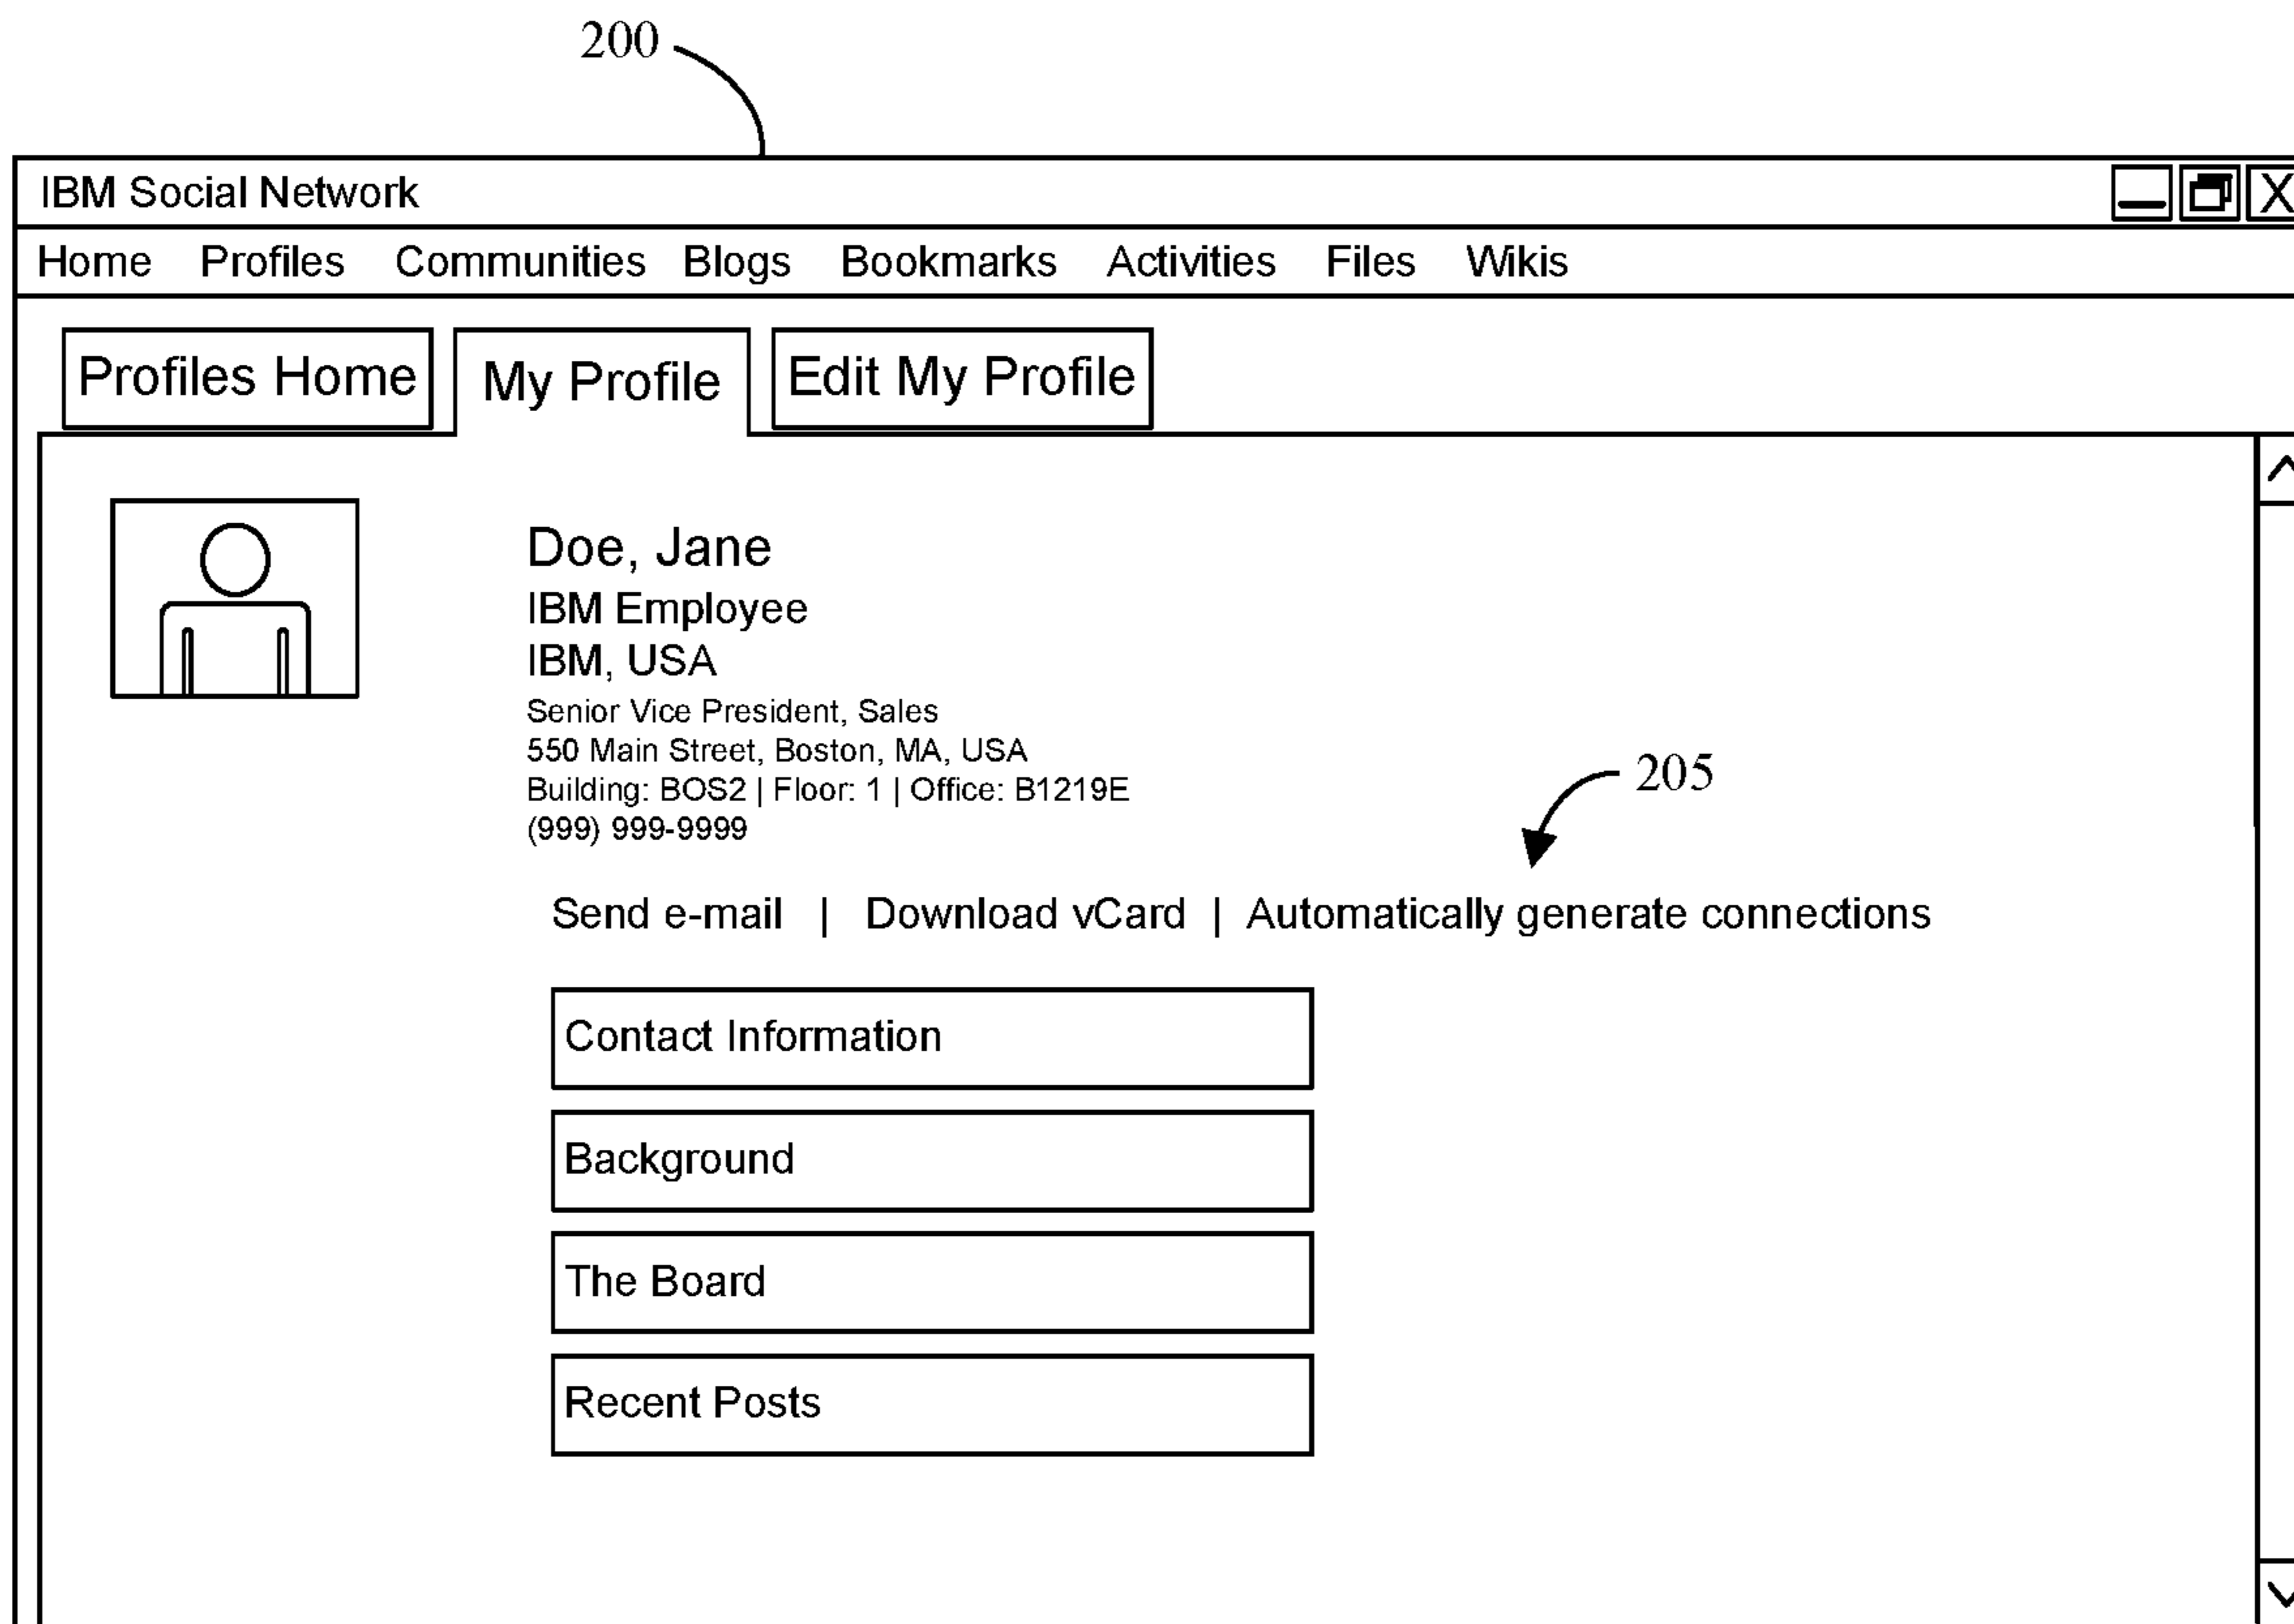 200
IBM Social Network X
Home Profiles Communities Blogs Bookmarks Activities Files Wikis
Profiles Home My Profile Edit My Profile
Doe, Jane
IBM Employee
IBM, USA
Senior Vice President, Sales
550 Main Street, Boston, MA, USA
Building: BOS2 | Floor: 1 | Office: B1219E
(999) 999-9999
205
Send e-mail | Download vCard | Automatically generate connections
Contact Information
Background
The Board
Recent Posts